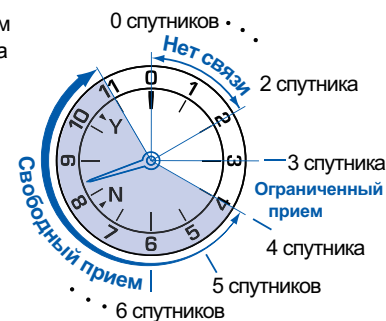 м
а
0 спутников
Нет связи
2 спутника
3 спутника
Ограниченный
прием
4 спутника
5 спутников
6 спутников
Свободный прием
0
1
2
3
4
5
6
7
8
9
10
11
Y
N